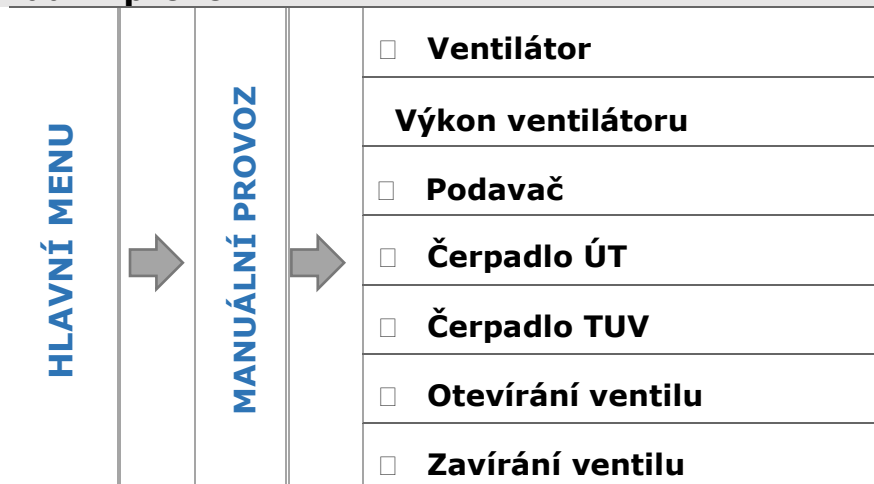 HLAVNÍ MENU
MANUÁLNÍ PROVOZ
Ventilátor
Výkon ventilátoru
Podavač
Čerpadlo ÚT
Čerpadlo TUV
Otevírání ventilu
Zavírání ventilu